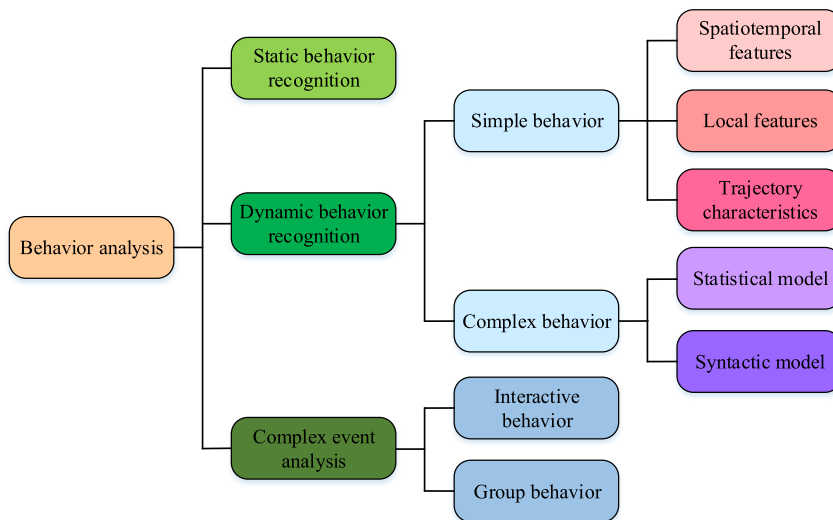 Behavior analysis
Static behavior
recognition
Dynamic behavior
recognition
Complex event
analysis
Simple behavior
Complex behavior
Interactive
behavior
Group behavior
Spatiotemporal
features
Local features
Trajectory
characteristics
Statistical model
Syntactic model